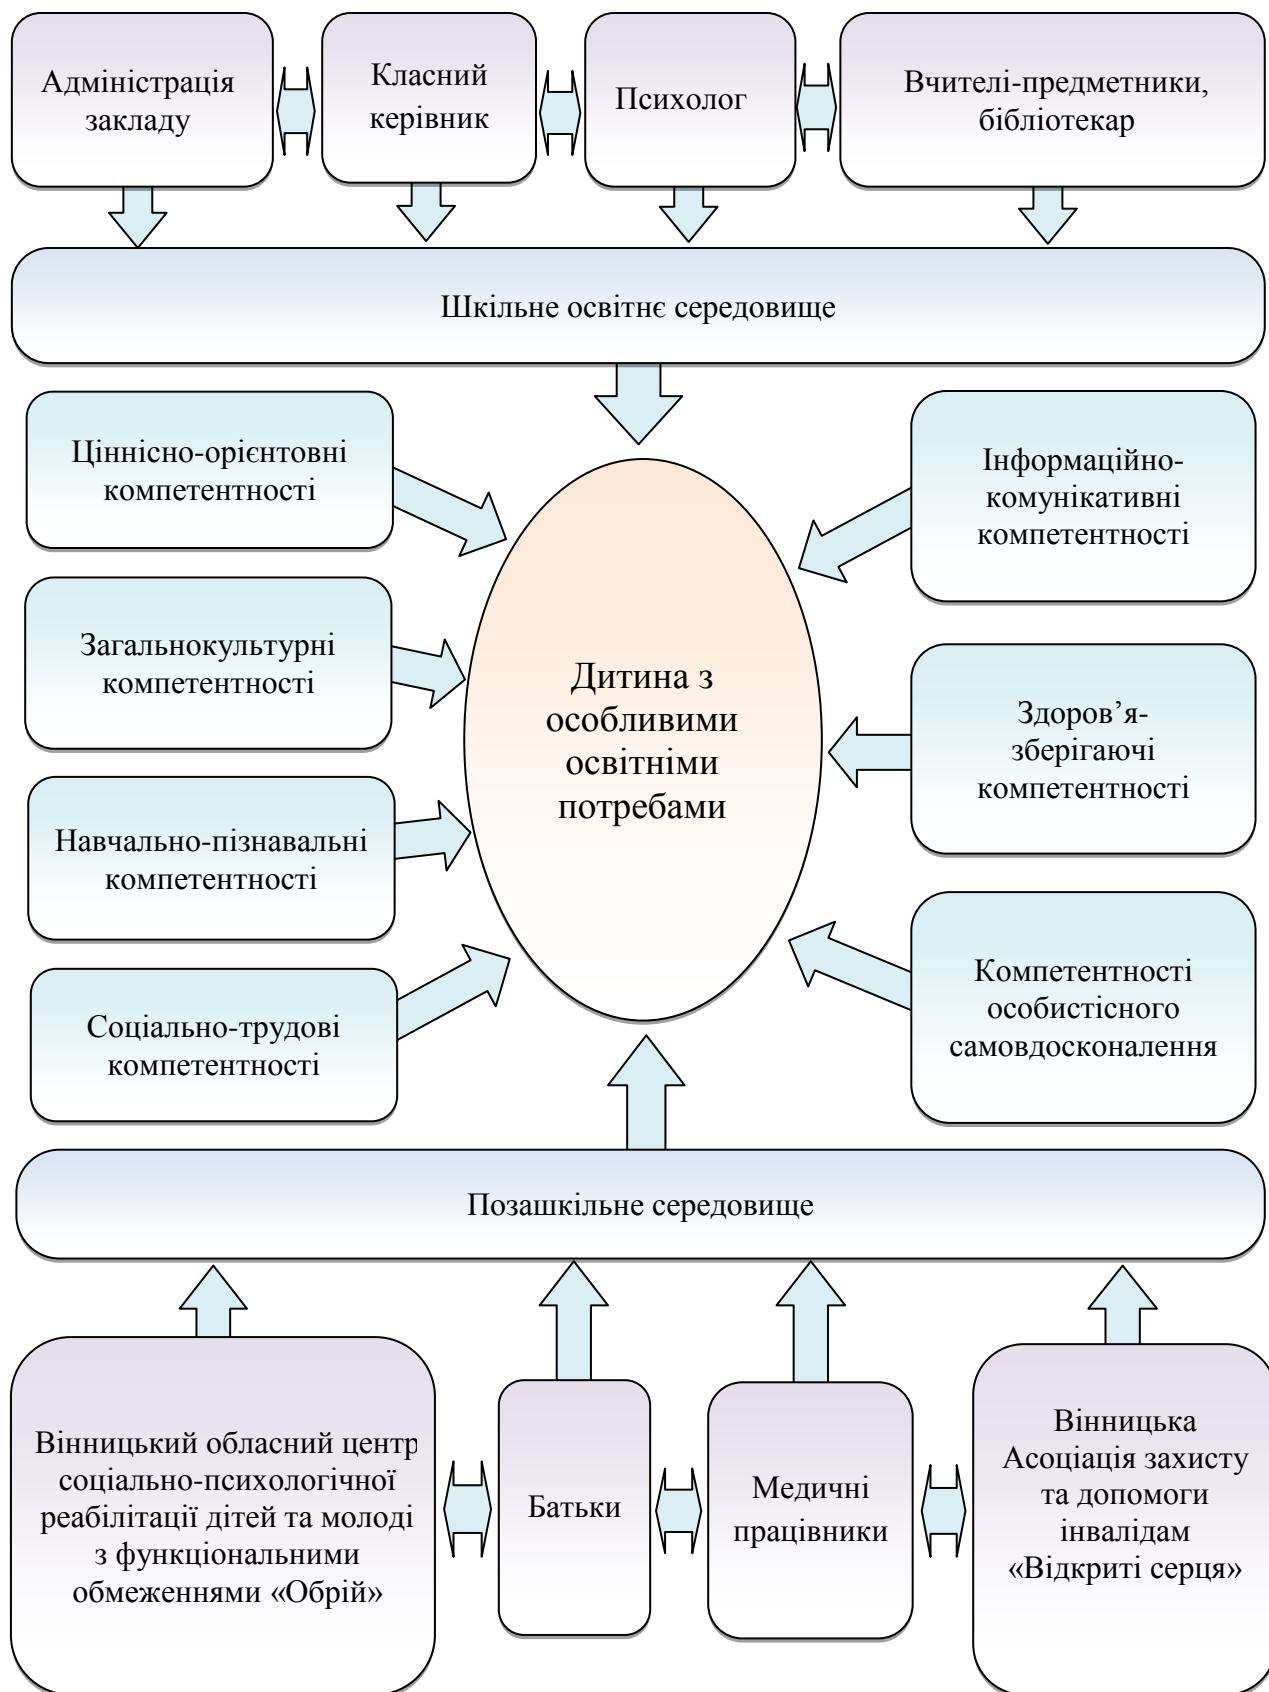 Адміністрація
закладу
Класний
керівник
Психолог
Вчителі-предметники,
бібліотекар
Шкільне освітнє середовище
Ціннісно-орієнтовні
компетентності
Інформаційно-
комунікативні
компетентності
Загальнокультурні
компетентності
Дитина з
особливими
освітніми
потребами
Здоров’я-
зберігаючі
компетентності
Навчально-пізнавальні
компетентності
Соціально-трудові
компетентності
Компетентності
особистісного
самовдосконалення
Позашкільне середовище
Вінницький обласний центр
соціально-психологічної
реабілітації дітей та молоді
з функціональними
обмеженнями «Обрій»
Батьки
Медичні
працівники
Вінницька
Асоціація захисту
та допомоги
інвалідам
«Відкриті серця»